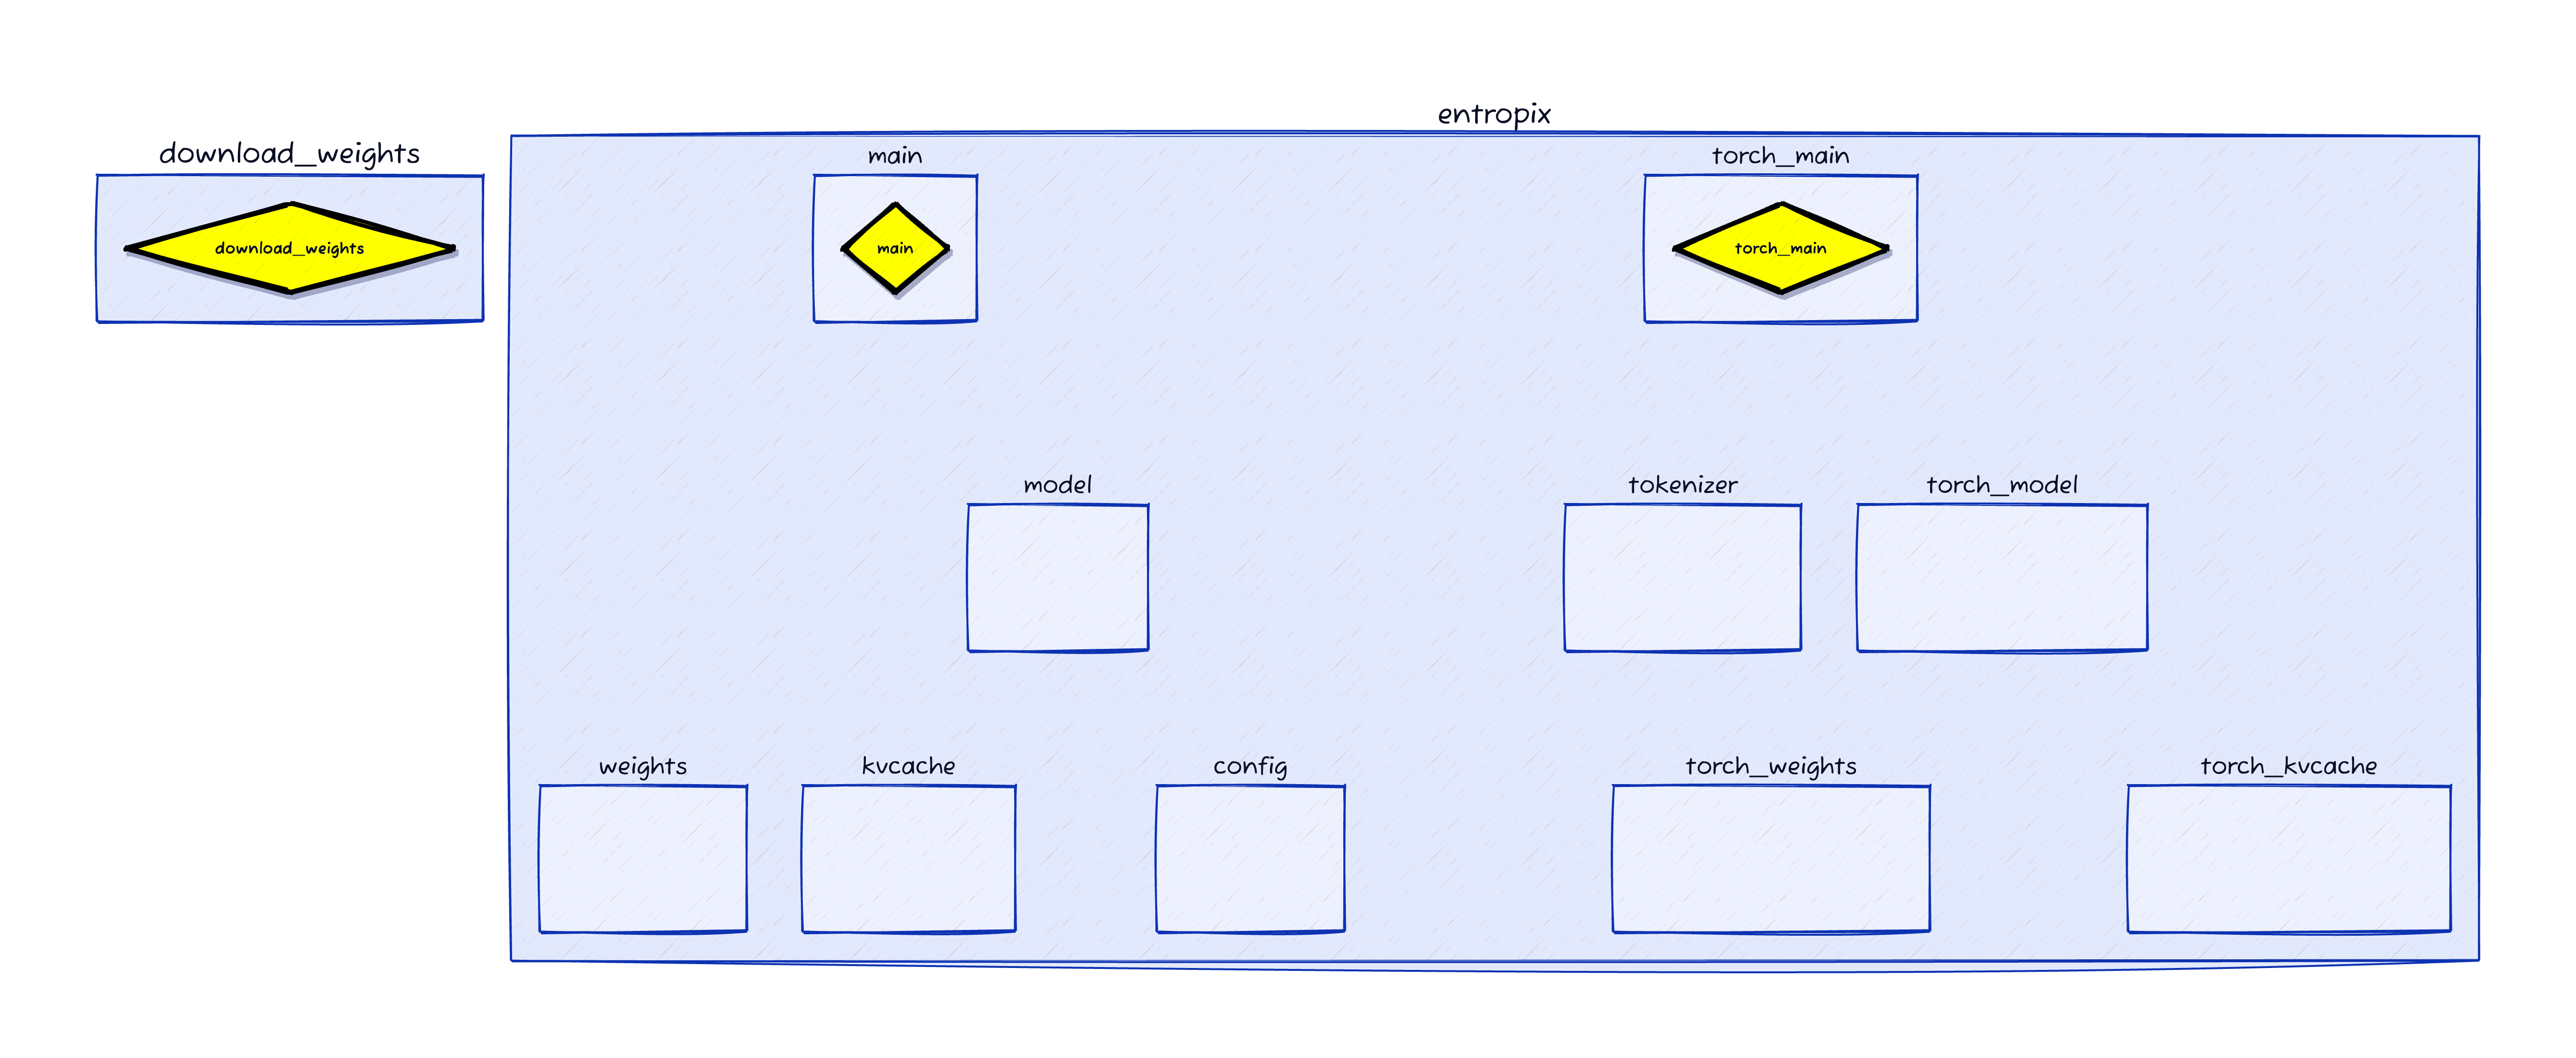 entropix
download_weights
download_weights
main
main
torch_main
torch_main
model
tokenizer
torch_model
weights
kvcache
config
torch_weights
torch_kvcache